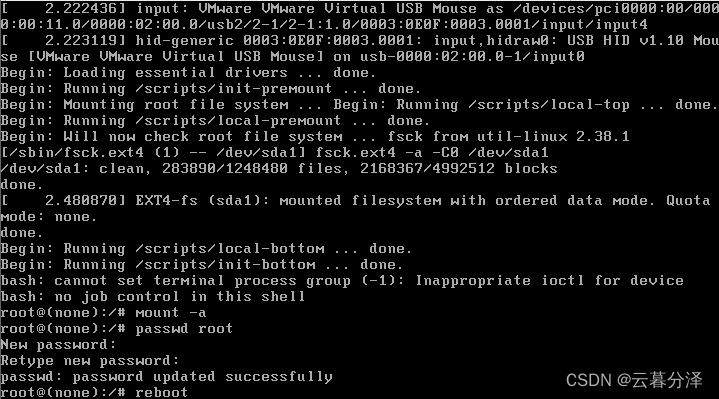 [    2.222436] input: VMware VMware Virtual USB Mouse as /devices/pci0000:00/000
0:00:11.0/0000:02:00.0/usb2/2-1/2-1:1.0/0003:0E0F:0003.0001/input/input4
[    2.223119] hid-generic 0003:0E0F:0003.0001: input,hidraw0: USB HID v1.10 Mou
se [VMware VMware Virtual USB Mouse] on usb-0000:02:00.0-1/input0
Begin: Loading essential drivers ... done.
Begin: Running /scripts/init-premount ... done.
Begin: Mounting root file system ... Begin: Running /scripts/local-top ... done.
Begin: Running /scripts/local-premount ... done.
Begin: Will now check root file system ... fsck from util-linux 2.38.1
[/sbin/fsck.ext4 (1) -- /dev/sda1] fsck.ext4 -a -C0 /dev/sda1
/dev/sda1: clean, 283890/1248480 files, 2168367/4992512 blocks
done.
[    2.480870] EXT4-fs (sda1): mounted filesystem with ordered data mode. Quota
mode: none.
done.
Begin: Running /scripts/local-bottom ... done.
Begin: Running /scripts/init-bottom ... done.
bash: cannot set terminal process group (-1): Inappropriate ioctl for device
bash: no job control in this shell
root@(none):/# mount -a
root@(none):/# passwd root
New password:
Retype new password:
passwd: password updated successfully
root@(none):/# reboot
CSDN @云暮分泽